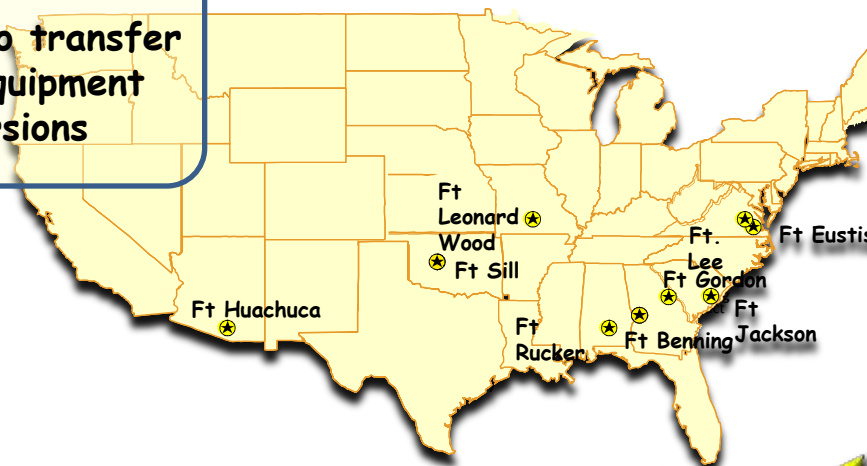 transfer
sions
Ft
Leonard
Wood
Ft Sill
Ft Huachuca
Ft.
Lee
Ft Eustis
Ft Gordon
Ft
Jackson
Ft
Rucker
Ft Benning